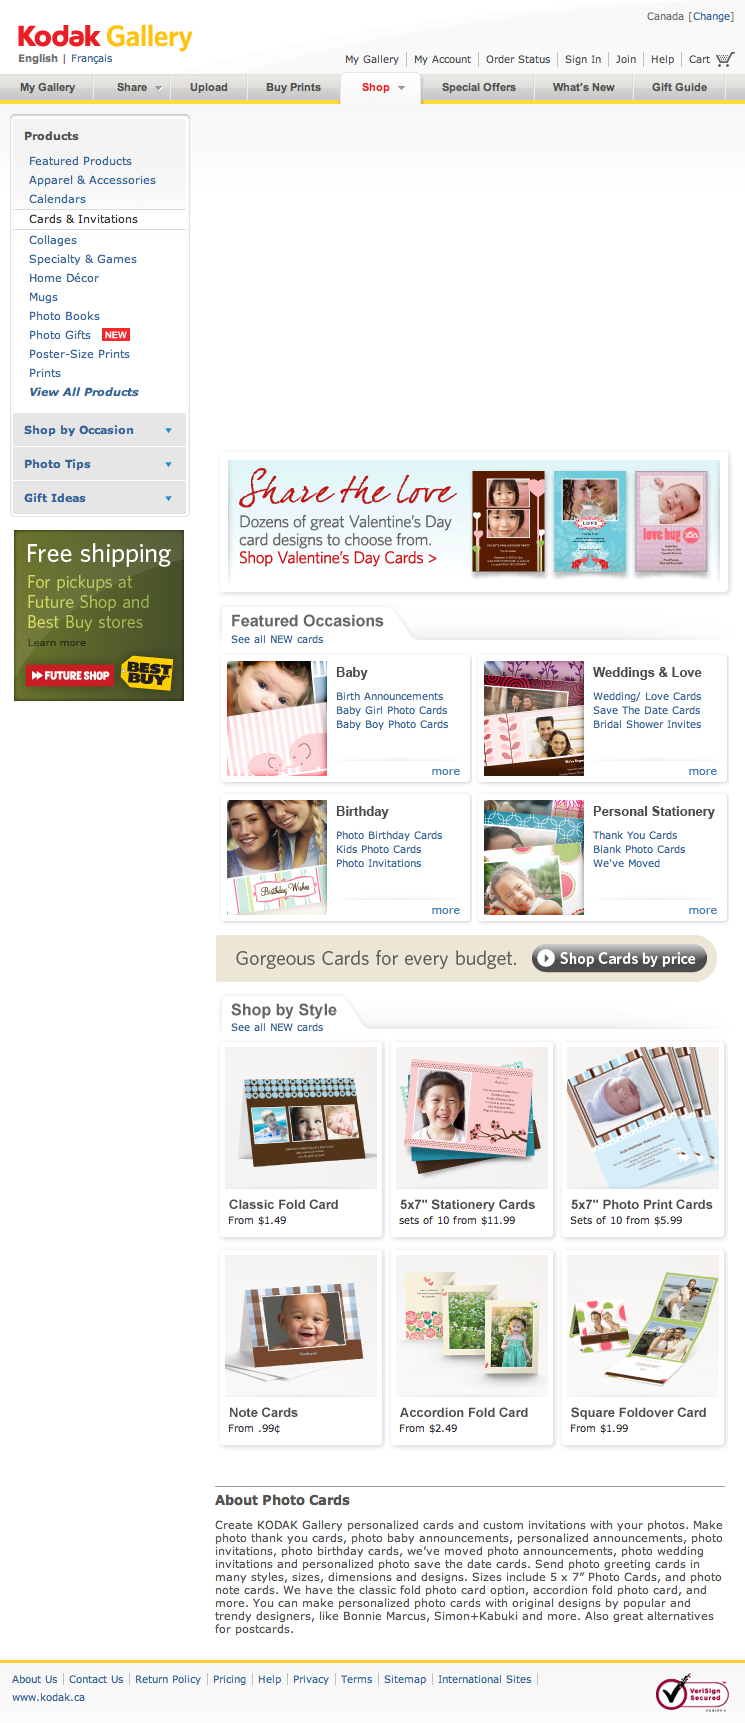 Canada [Change]
Kodak Gallery
English | Français
My Gallery | My Account | Order Status | Sign In | Join | Help | Cart
My Gallery Share Upload Buy Prints Shop Special Offers What's New Gift Guide
Products
Featured Products
Apparel & Accessories
Calendars
Cards & Invitations
Collages
Specialty & Games
Home Décor
Mugs
Photo Books
Photo Gifts NEW
Poster-Size Prints
Prints
View All Products
Shop by Occasion
Photo Tips
Gift Ideas
Free shipping
For pickups at
Future Shop and
Best Buy stores
Learn more
FUTURE SHOP
BEST BUY
Share the love
Dozens of great Valentine's Day
card designs to choose from.
Shop Valentine's Day Cards >
LOVE
love bug
Featured Occasions
See all NEW cards
Baby
Birth Announcements
Baby Girl Photo Cards
Baby Boy Photo Cards
more
Weddings & Love
Wedding/ Love Cards
Save The Date Cards
Bridal Shower Invites
more
Birthday
Photo Birthday Cards
Kids Photo Cards
Photo Invitations
more
Birthday Wishes
Personal Stationery
Thank You Cards
Blank Photo Cards
We've Moved
more
Gorgeous Cards for every budget. Shop Cards by price
Shop by Style
See all NEW cards
Classic Fold Card
From $1.49
5x7" Stationery Cards
sets of 10 from $11.99
5x7" Photo Print Cards
Sets of 10 from $5.99
Note Cards
From .99¢
Accordion Fold Card
From $2.49
Square Foldover Card
From $1.99
About Photo Cards
Create KODAK Gallery personalized cards and custom invitations with your photos. Make
photo thank you cards, photo baby announcements, personalized announcements, photo
invitations, photo birthday cards, we've moved photo announcements, photo wedding
invitations and personalized photo save the date cards. Send photo greeting cards in
many styles, sizes, dimensions and designs. Sizes include 5 x 7” Photo Cards, and photo
note cards. We have the classic fold photo card option, accordion fold photo card, and
more. You can make personalized photo cards with original designs by popular and
trendy designers, like Bonnie Marcus, Simon+Kabuki and more. Also great alternatives
for postcards.
About Us | Contact Us | Return Policy | Pricing | Help | Privacy | Terms | Sitemap | International Sites |
www.kodak.ca
VeriSign
Secured
VERIFY